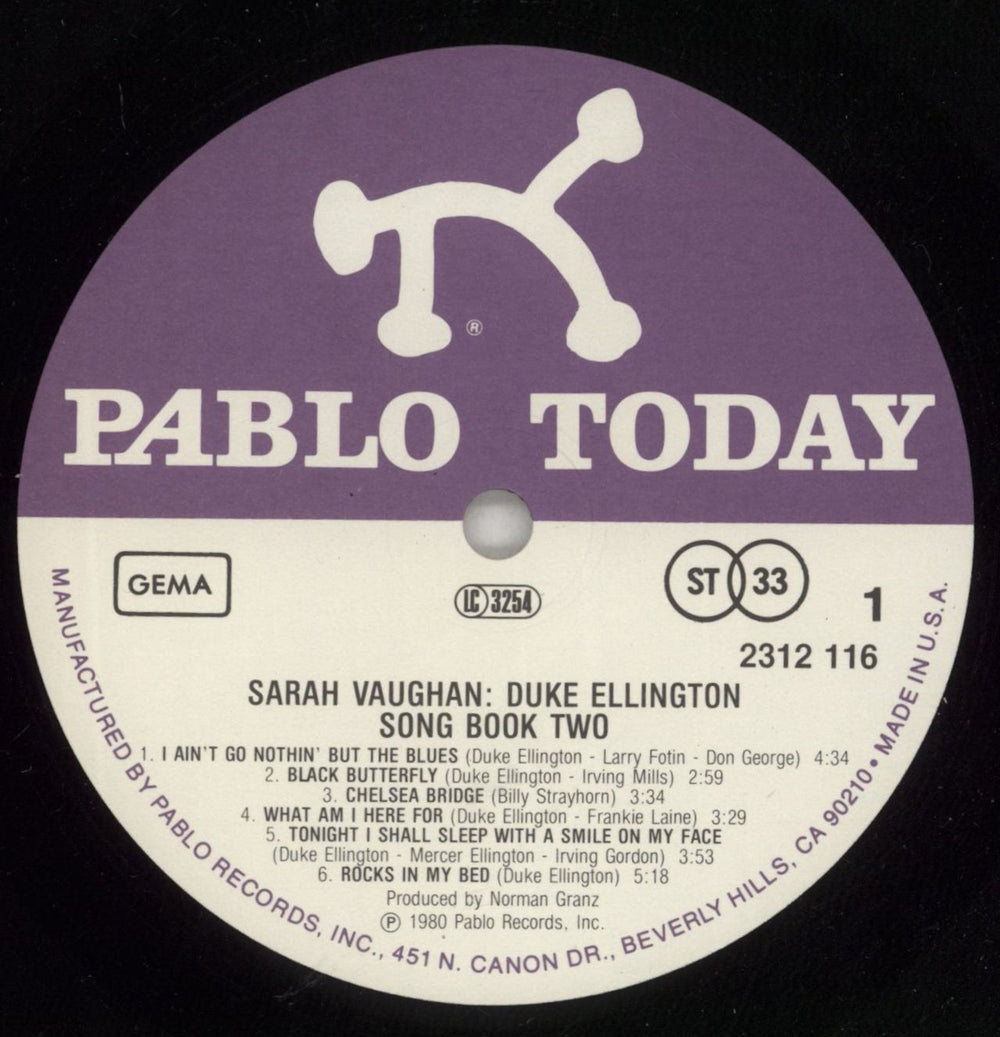 ®
PABLO TODAY
GEMA
LC 3254
ST 33
1
2312 116
SARAH VAUGHAN: DUKE ELLINGTON
SONG BOOK TWO
1. I AIN'T GO NOTHIN' BUT THE BLUES (Duke Ellington - Larry Fotin - Don George) 4:34
2. BLACK BUTTERFLY (Duke Ellington - Irving Mills) 2:59
3. CHELSEA BRIDGE (Billy Strayhorn) 3:34
4. WHAT AM I HERE FOR (Duke Ellington - Frankie Laine) 3:29
5. TONIGHT I SHALL SLEEP WITH A SMILE ON MY FACE
(Duke Ellington - Mercer Ellington - Irving Gordon) 3:53
6. ROCKS IN MY BED (Duke Ellington) 5:18
Produced by Norman Granz
℗ 1980 Pablo Records, Inc.
MANUFACTURED BY PABLO RECORDS, INC., 451 N. CANON DR., BEVERLY HILLS, CA 90210 • MADE IN U.S.A.